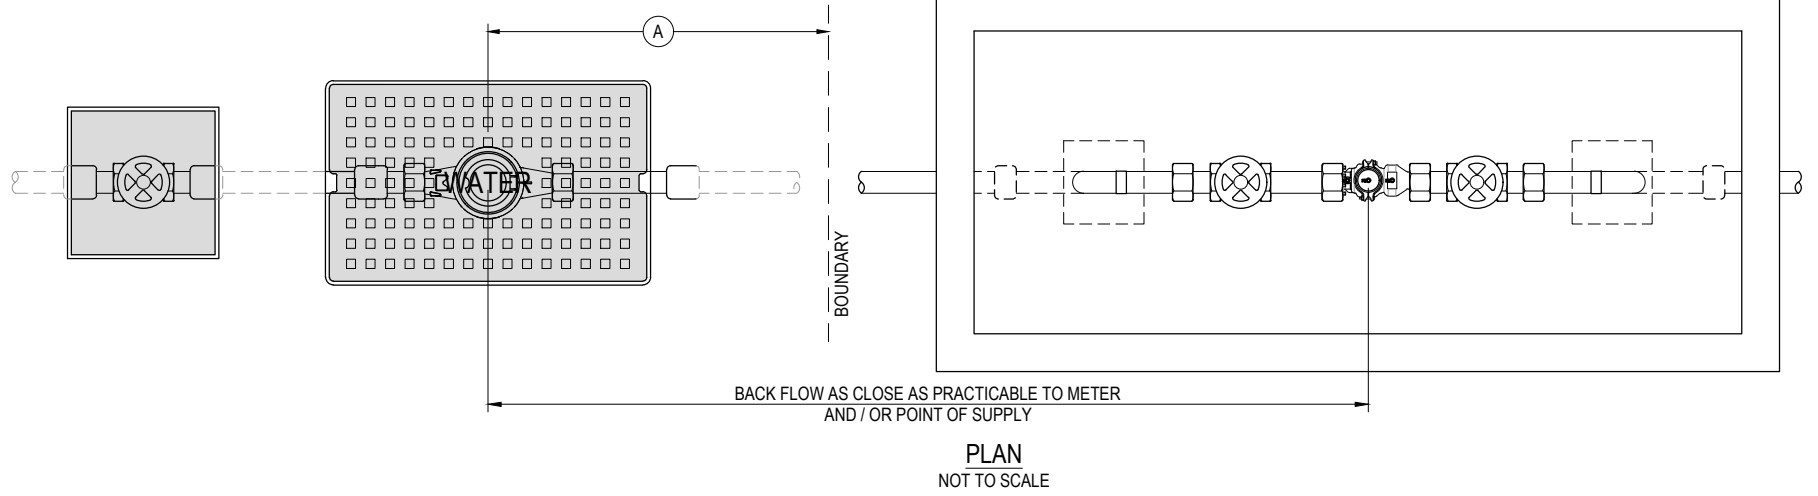 A
WATER
BOUNDARY
BACK FLOW AS CLOSE AS PRACTICABLE TO METER
AND / OR POINT OF SUPPLY
PLAN
NOT TO SCALE